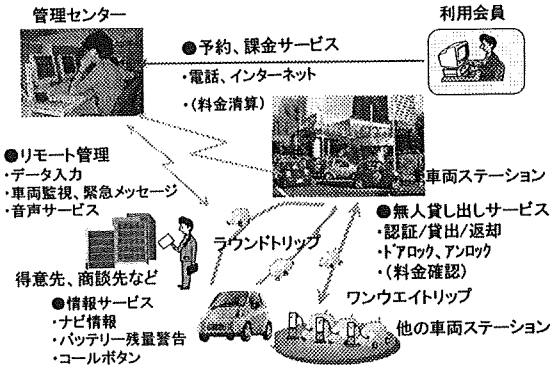 管理センター
利用会員
●予約、課金サービス
・電話、インターネット
・(料金清算)
●リモート管理
・データ入力
・車両監視、緊急メッセージ
・音声サービス
車両ステーション
●無人貸し出しサービス
・認証/貸出/返却
・ドアロック、アンロック
・(料金確認)
ラウンドトリップ
得意先、商談先など
ワンウエイトリップ
他の車両ステーション
●情報サービス
・ナビ情報
・バッテリー残量警告
・コールボタン